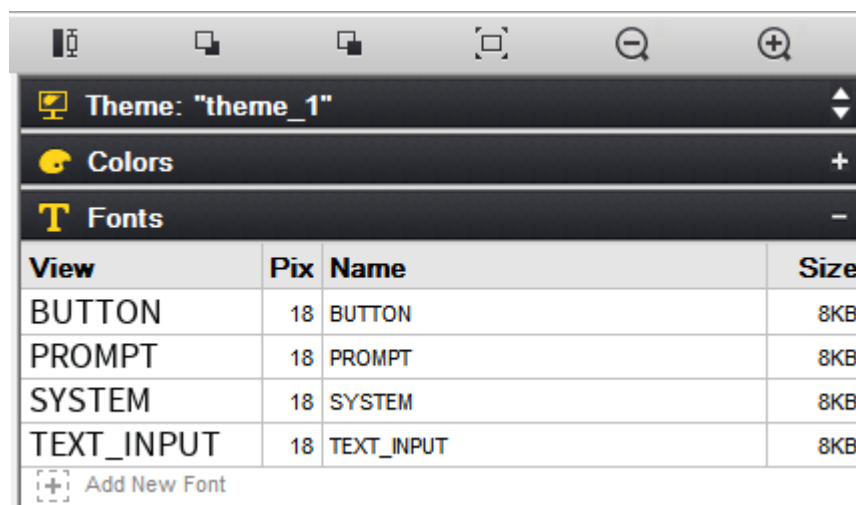 Theme: "theme_1"
Colors +
T Fonts -
View Pix Name Size
BUTTON 18 BUTTON 8KB
PROMPT 18 PROMPT 8KB
SYSTEM 18 SYSTEM 8KB
TEXT_INPUT 18 TEXT_INPUT 8KB
Add New Font